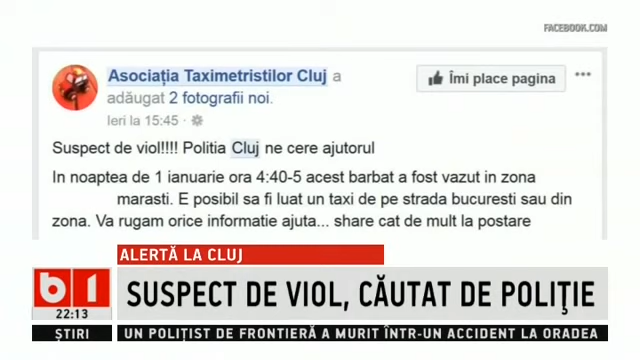 FACEBOOK.COM
Asociația Taximetristilor Cluj a
adăugat 2 fotografii noi.
Îmi place pagina
Ieri la 15:45
Suspect de viol!!!! Politia Cluj ne cere ajutorul
In noaptea de 1 ianuarie ora 4:40-5 acest barbat a fost vazut in zona
marasti. E posibil sa fi luat un taxi de pe strada bucuresti sau din
zona. Va rugam orice informatie ajuta... share cat de mult la postare
ALERTĂ LA CLUJ
b1
SUSPECT DE VIOL, CĂUTAT DE POLIŢIE
22:13
ȘTIRI
UN POLIȚIST DE FRONTIERĂ A MURIT ÎNTR-UN ACCIDENT LA ORADEA